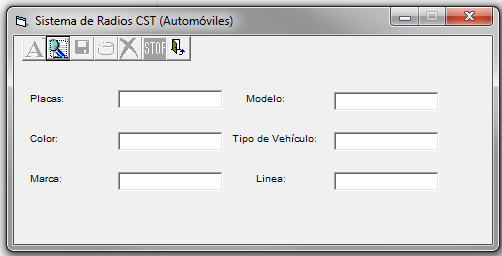 Sistema de Radios CST (Automóviles)
A STOP
Placas: Modelo:
Color: Tipo de Vehículo:
Marca: Linea: